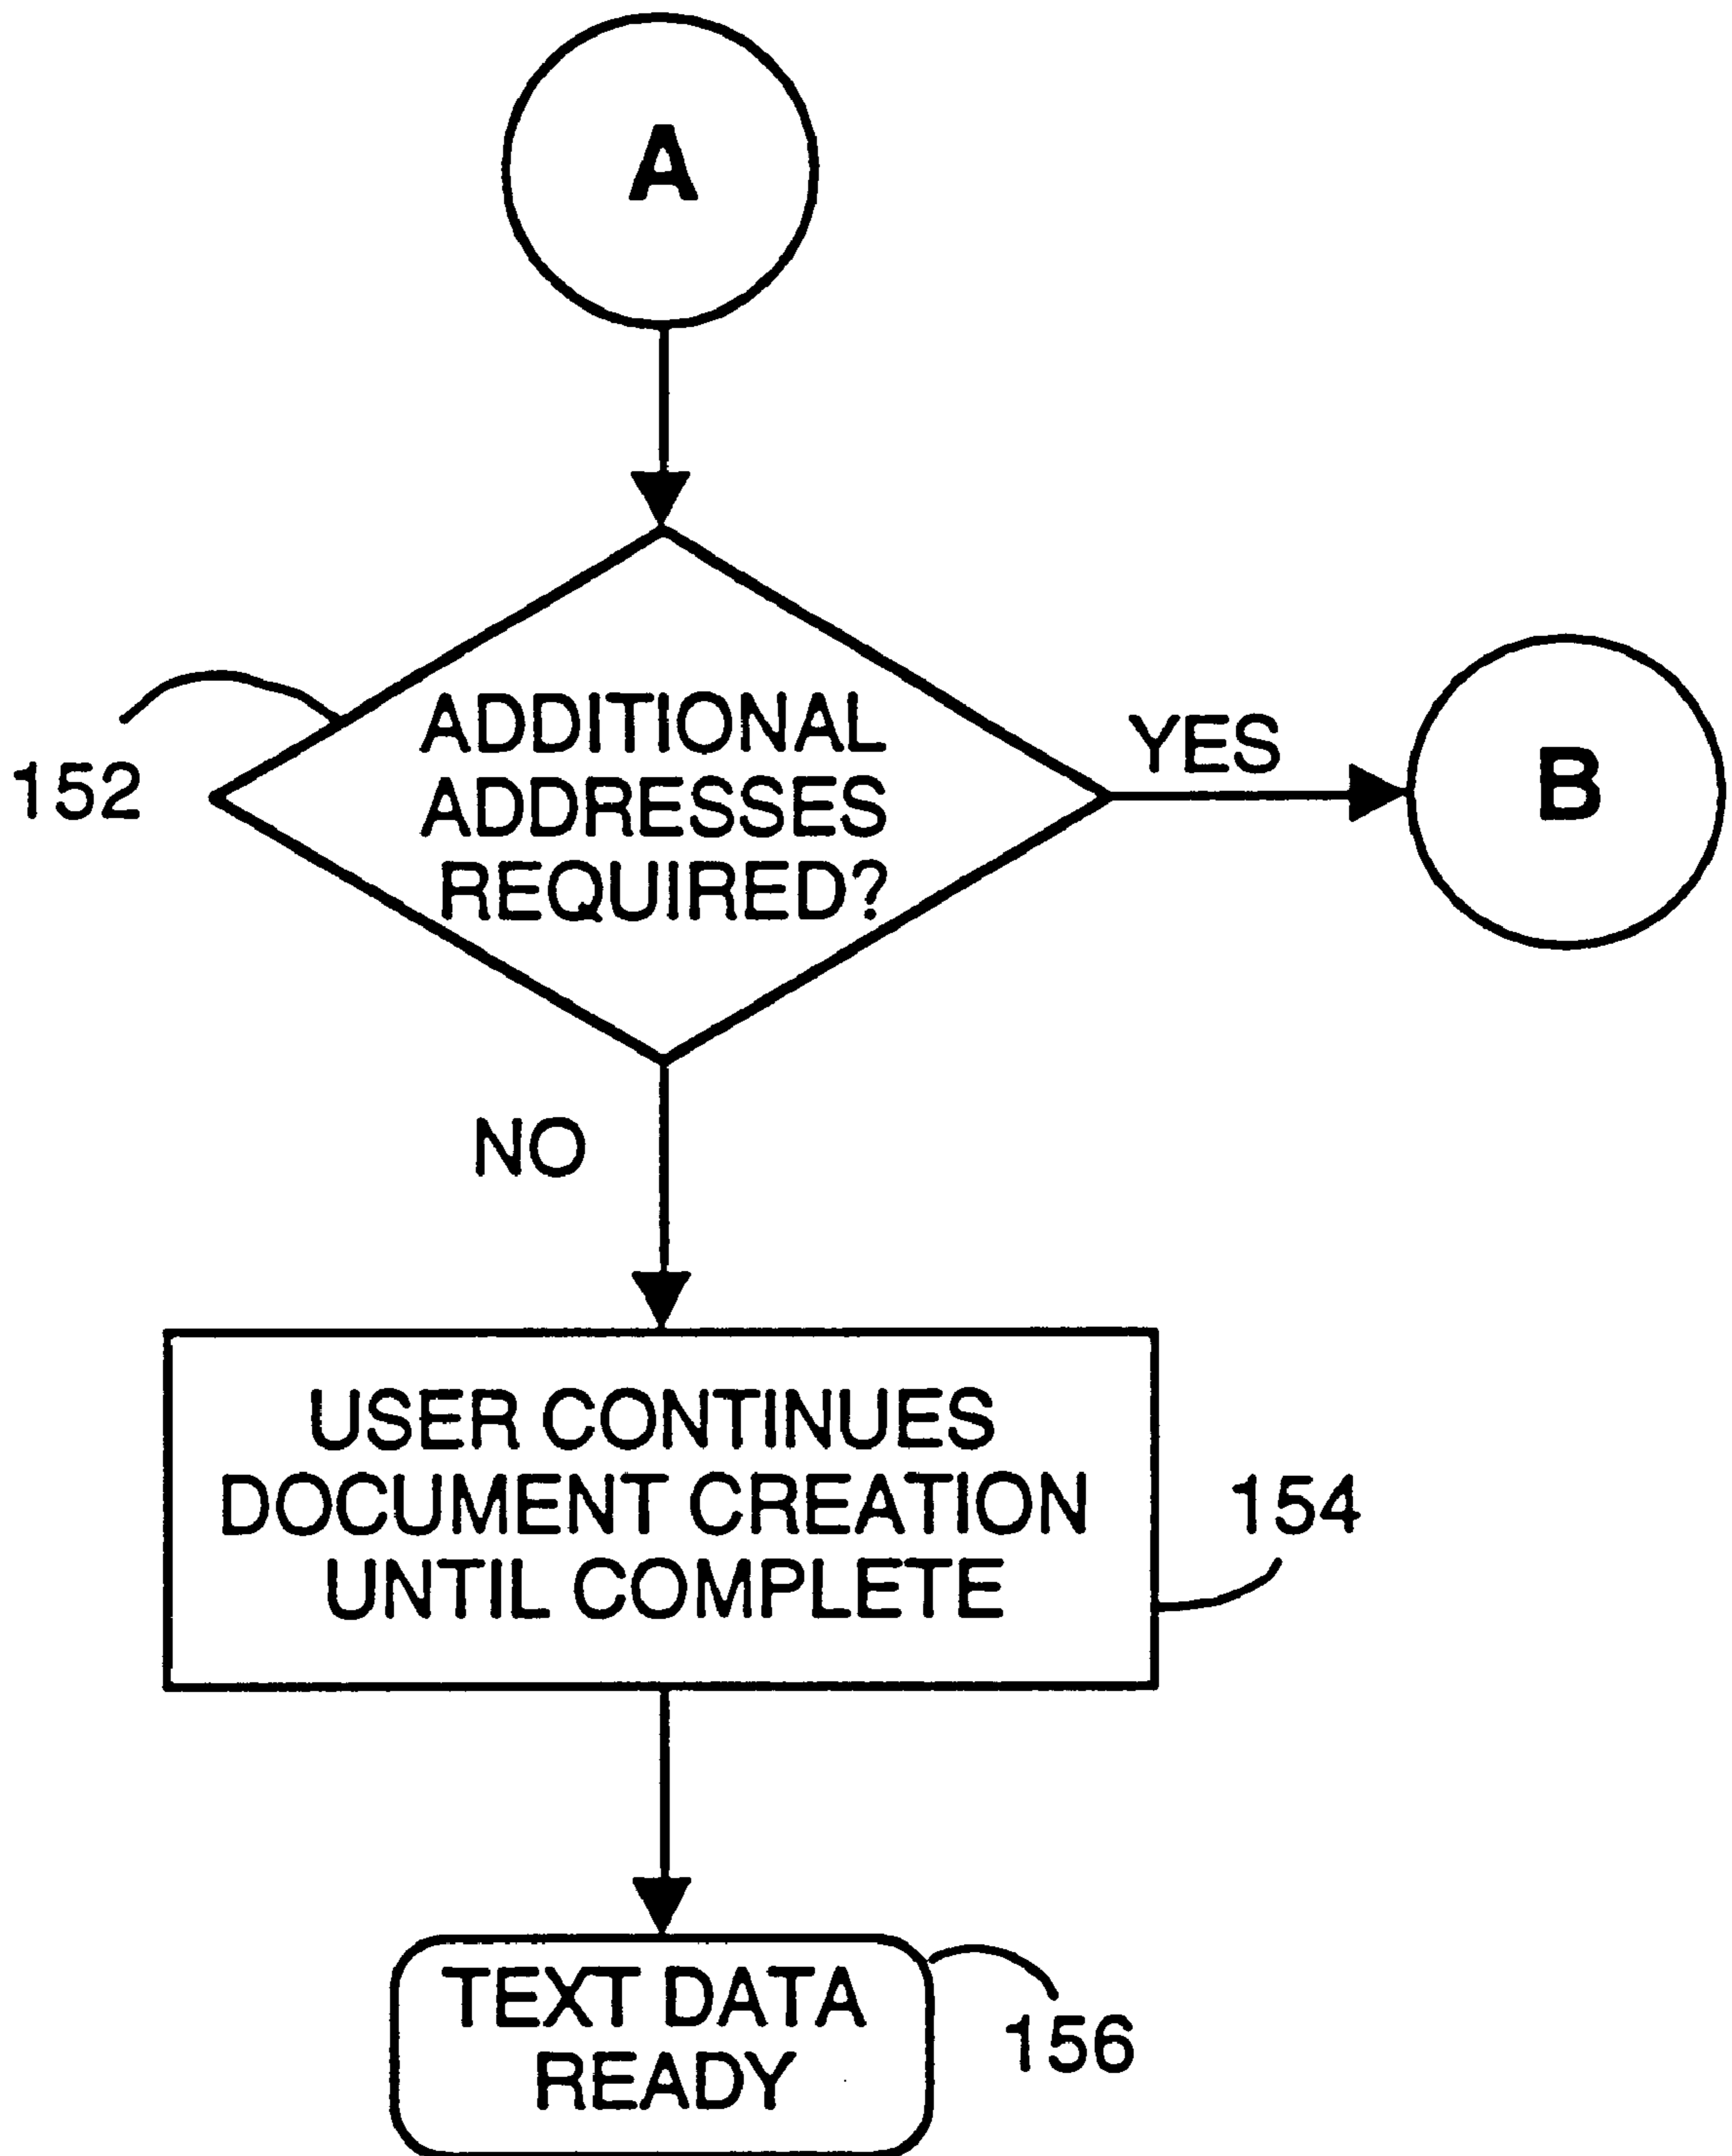 A
ADDITIONAL
ADDRESSES
REQUIRED?
152
YES
B
NO
USER CONTINUES
DOCUMENT CREATION
UNTIL COMPLETE
154
TEXT DATA
READY
156